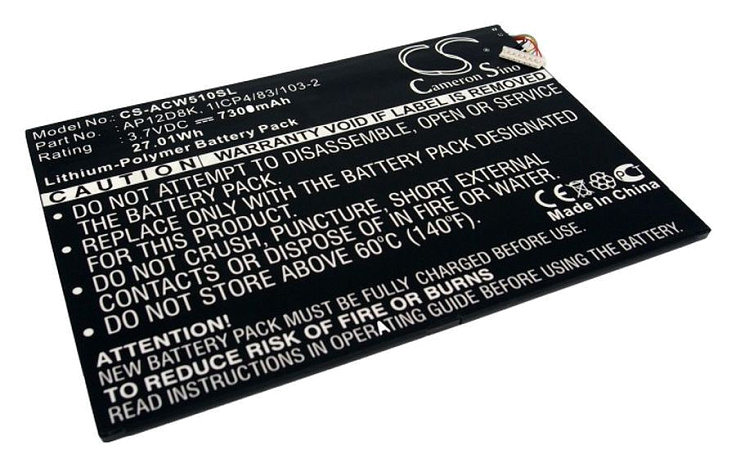 CS
Cameron Sino
Model No.: CS-ACW510SL
Part No. : AP12D8K, 1ICP4/83/103-2
Rating : 3.7VDC ⎓ 7300mAh
27.01Wh
Lithium-Polymer Battery Pack
CAUTION
WARRANTY VOID IF COVER REMOVED.
• DO NOT ATTEMPT TO DISASSEMBLE, OPEN OR SERVICE
THE BATTERY PACK.
• REPLACE ONLY WITH THE BATTERY PACK DESIGNATED
FOR THIS PRODUCT.
• DO NOT CRUSH, PUNCTURE, SHORT EXTERNAL
CONTACTS OR DISPOSE OF IN FIRE OR WATER.
• DO NOT STORE ABOVE 60°C (140°F).
CE
Made In China
ATTENTION
NEW BATTERY PACK MUST BE FULLY CHARGED BEFORE USE.
TO REDUCE RISK OF FIRE OR BURNS
READ THIS BATTERY PACK AND OPERATING GUIDE BEFORE USING.